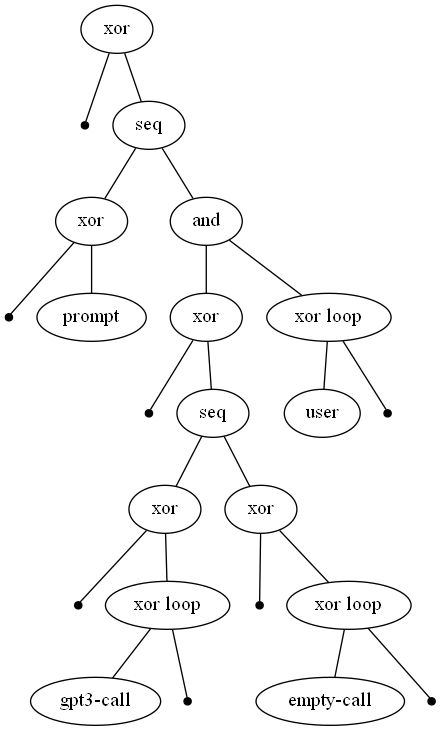 xor
seq
xor and
prompt xor xor loop
seq user
xor xor
xor loop xor loop
gpt3-call empty-call